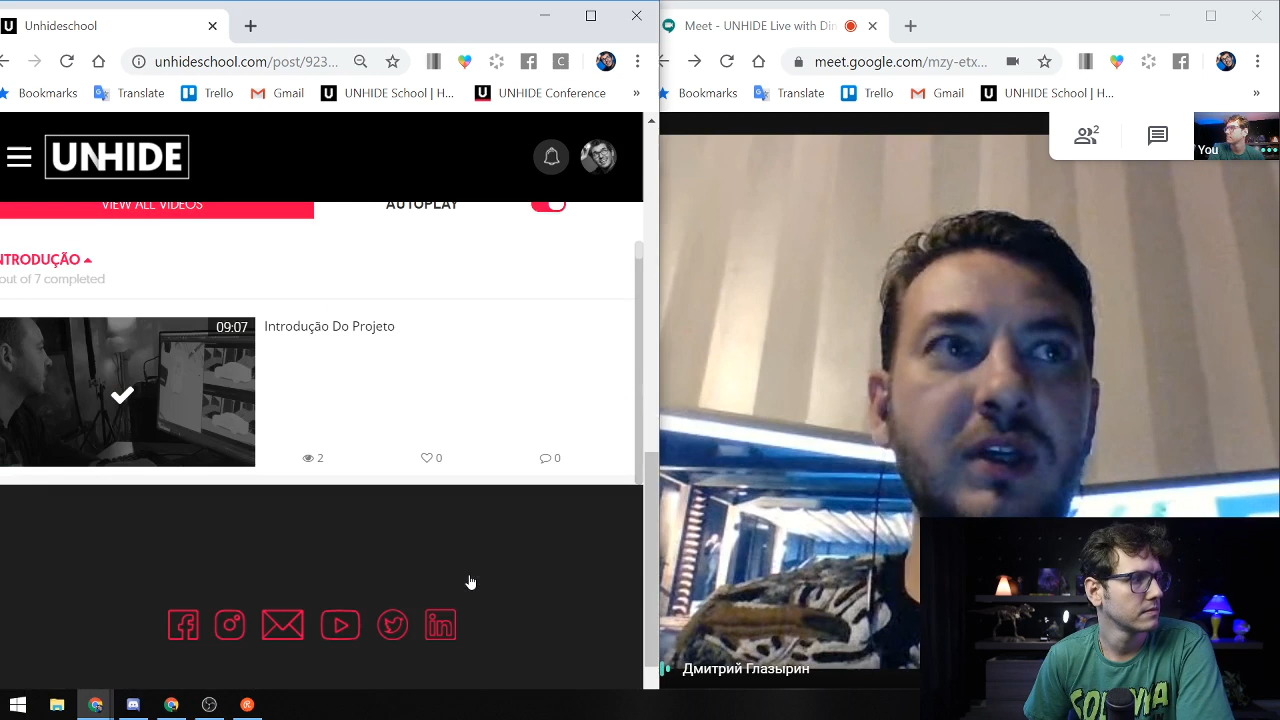 Unhideschool
unhideschool.com/post/923...
Bookmarks Translate Trello Gmail UNHIDE School | H... UNHIDE Conference »
UNHIDE
VIEW ALL VIDEOS AUTOPLAY
NTRODUÇÃO
out of 7 completed
09:07 Introdução Do Projeto
2 0 0
Meet - UNHIDE Live with Dim
meet.google.com/mzy-etx...
Bookmarks Translate Trello Gmail UNHIDE School | H... »
2
You
Дмитрий Глазырин